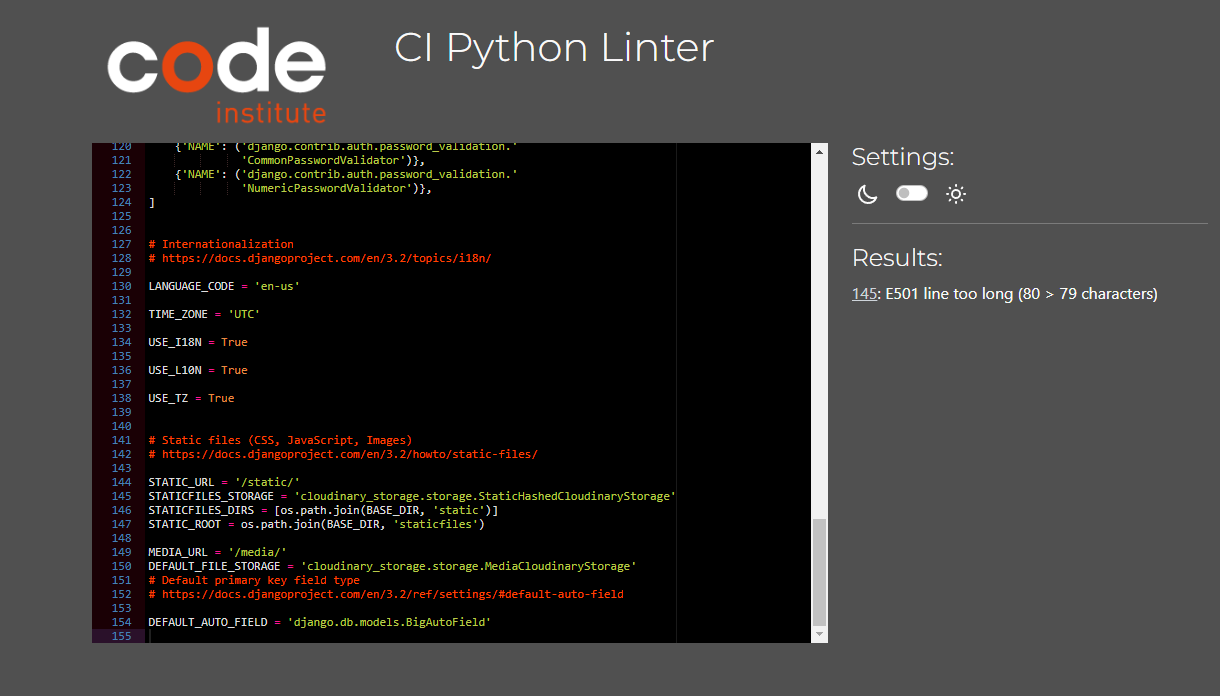 code
institute
CI Python Linter
120 {'NAME': ('django.contrib.auth.password_validation.'
121 'CommonPasswordValidator')},
122 {'NAME': ('django.contrib.auth.password_validation.'
123 'NumericPasswordValidator')},
124 ]
125
126
127 # Internationalization
128 # https://docs.djangoproject.com/en/3.2/topics/i18n/
129
130 LANGUAGE_CODE = 'en-us'
131
132 TIME_ZONE = 'UTC'
133
134 USE_I18N = True
135
136 USE_L10N = True
137
138 USE_TZ = True
139
140
141 # Static files (CSS, JavaScript, Images)
142 # https://docs.djangoproject.com/en/3.2/howto/static-files/
143
144 STATIC_URL = '/static/'
145 STATICFILES_STORAGE = 'cloudinary_storage.storage.StaticHashedCloudinaryStorage'
146 STATICFILES_DIRS = [os.path.join(BASE_DIR, 'static')]
147 STATIC_ROOT = os.path.join(BASE_DIR, 'staticfiles')
148
149 MEDIA_URL = '/media/'
150 DEFAULT_FILE_STORAGE = 'cloudinary_storage.storage.MediaCloudinaryStorage'
151 # Default primary key field type
152 # https://docs.djangoproject.com/en/3.2/ref/settings/#default-auto-field
153
154 DEFAULT_AUTO_FIELD = 'django.db.models.BigAutoField'
155
Settings:
Results:
145: E501 line too long (80 > 79 characters)